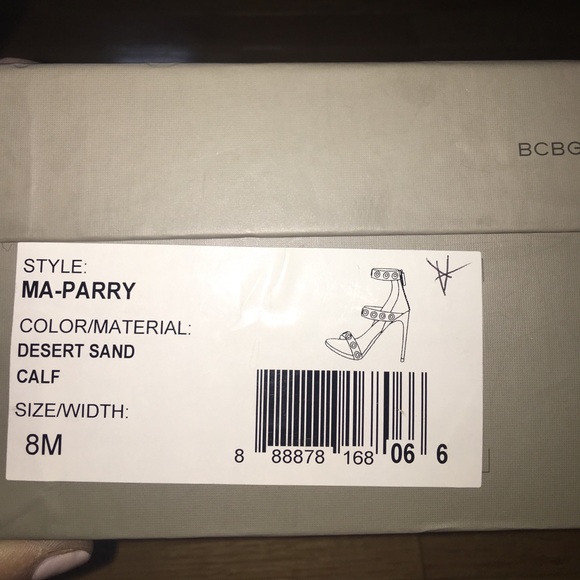 BCBG
STYLE:
MA-PARRY
COLOR/MATERIAL:
DESERT SAND
CALF
SIZE/WIDTH:
8M
8 88878 168 06 6